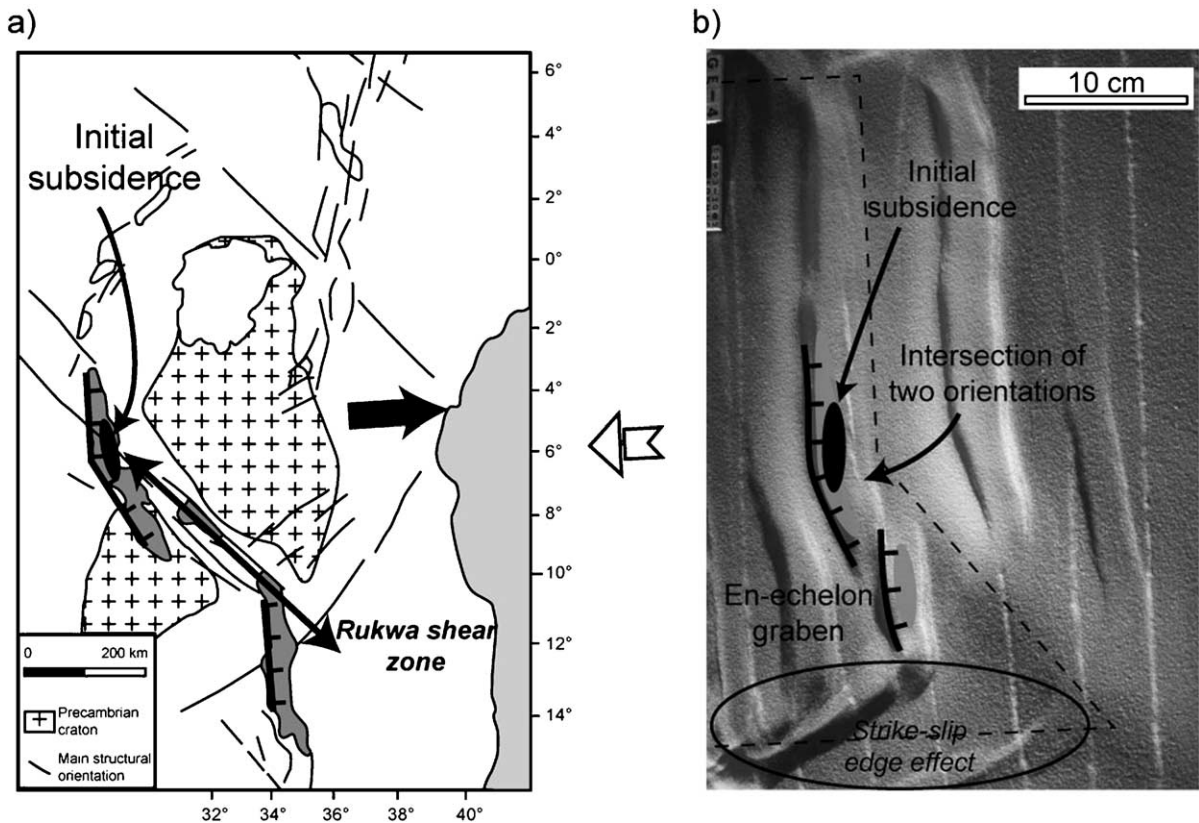 a)
Initial
subsidence
6°
4°
2°
0°
2°
4°
6°
8°
10°
12°
14°
Rukwa shear
zone
0 200 km
Precambrian
craton
Main structural
orientation
32° 34° 36° 38° 40°
b)
10 cm
Initial
subsidence
Intersection of
two orientations
En-echelon
graben
Strike-slip
edge effect